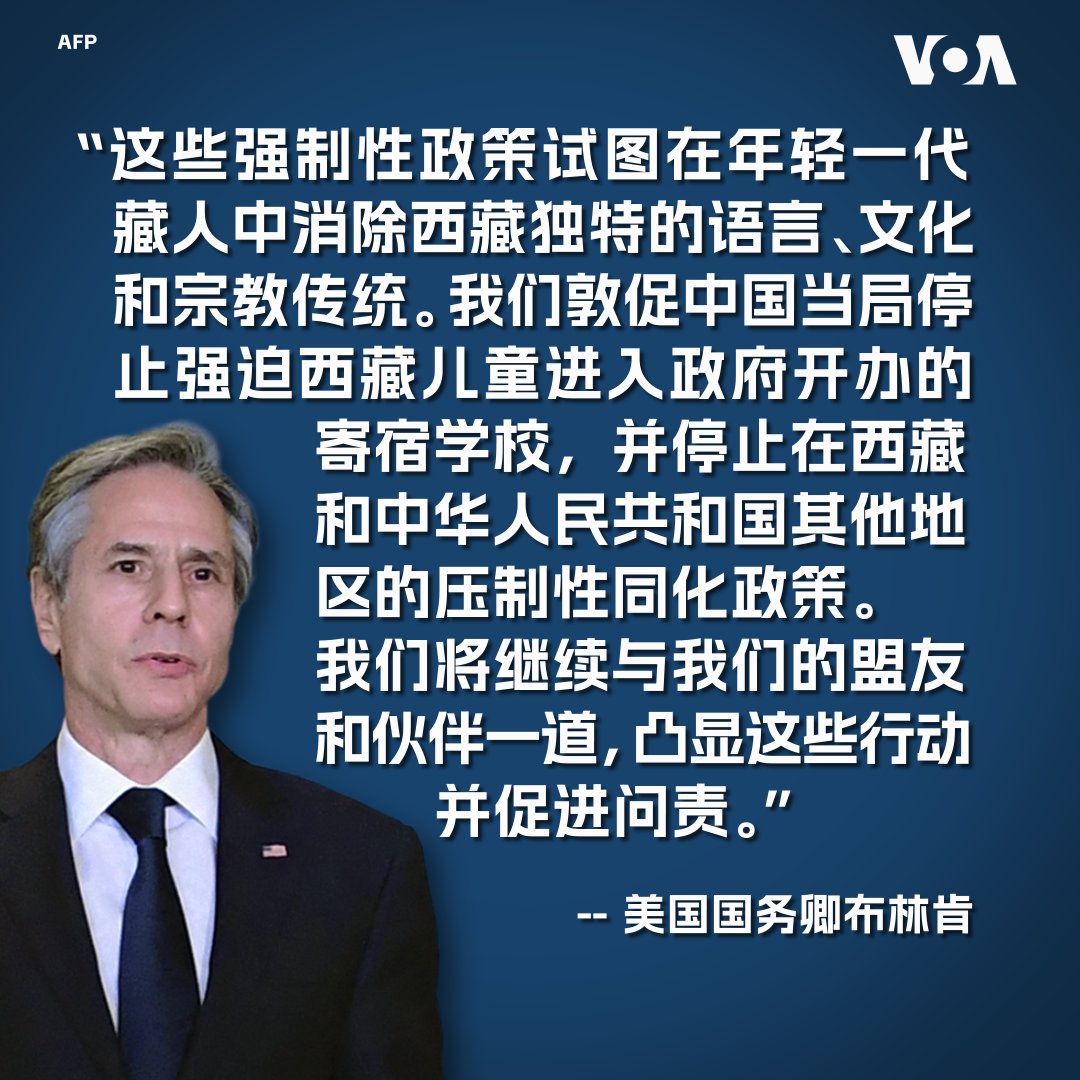 AFP
VOA
“这些强制性政策试图在年轻一代
藏人中消除西藏独特的语言、文化
和宗教传统。我们敦促中国当局停
止强迫西藏儿童进入政府开办的
寄宿学校，并停止在西藏
和中华人民共和国其他地
区的压制性同化政策。
我们将继续与我们的盟友
和伙伴一道，凸显这些行动
并促进问责。”
-- 美国国务卿布林肯